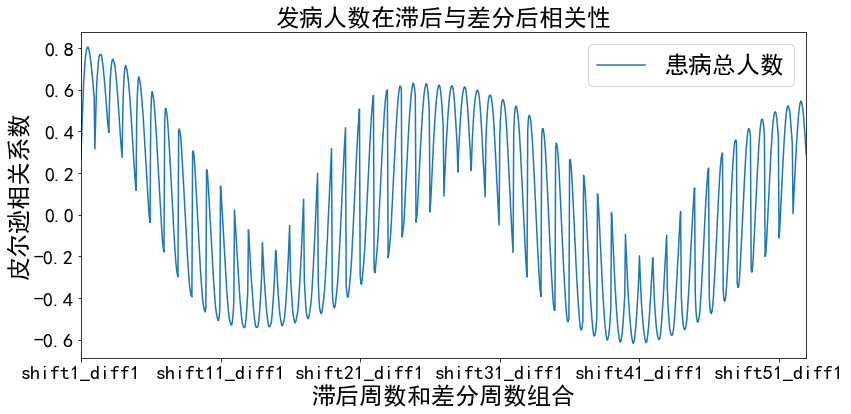 发病人数在滞后与差分后相关性
患病总人数
皮尔逊相关系数
0.8
0.6
0.4
0.2
0.0
−0.2
−0.4
−0.6
shift1_diff1 shift11_diff1 shift21_diff1 shift31_diff1 shift41_diff1 shift51_diff1
滞后周数和差分周数组合